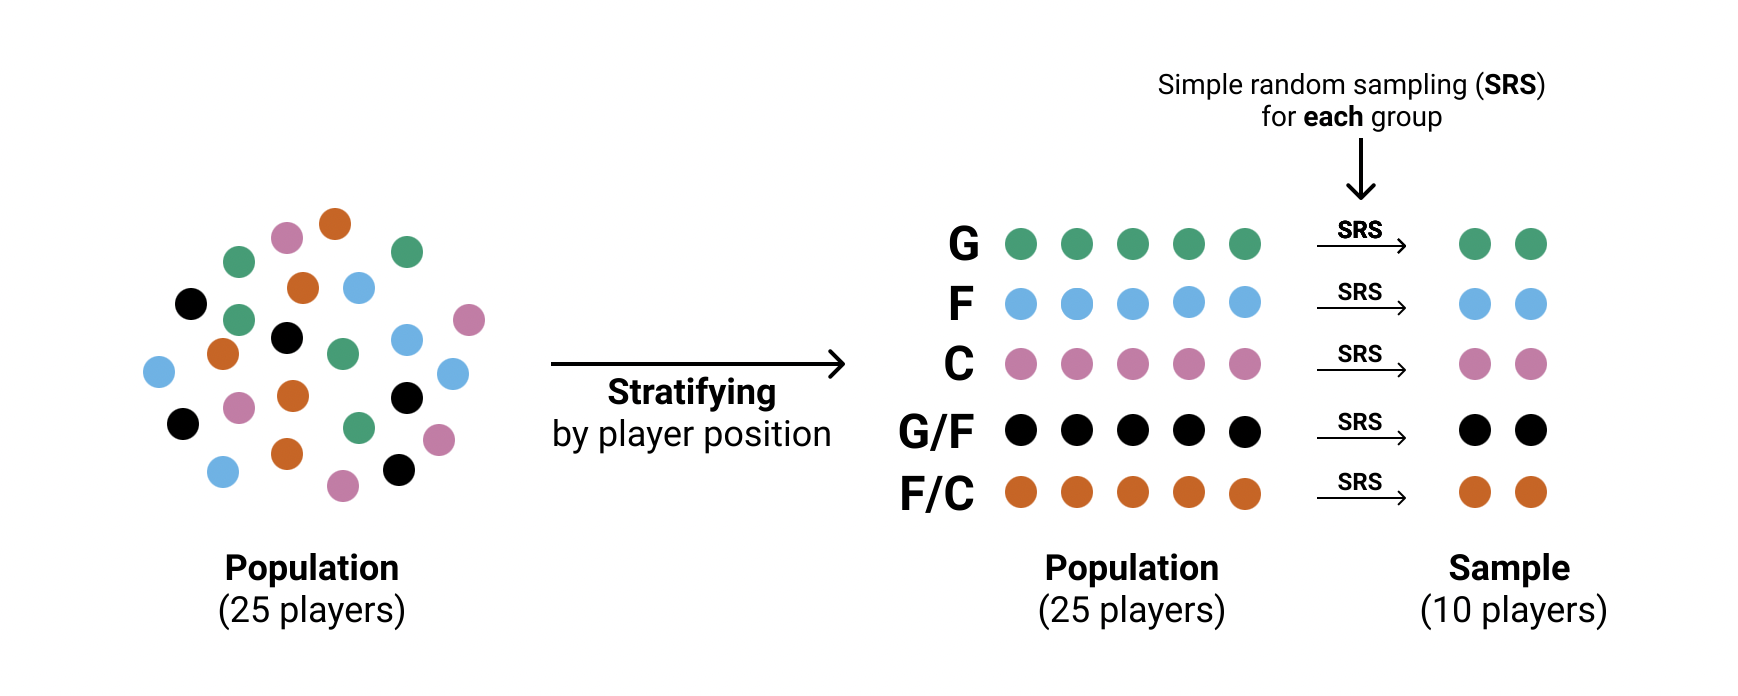 Simple random sampling (SRS)
for each group
G
SRS
F
SRS
C
SRS
G/F
SRS
F/C
SRS
Stratifying
by player position
Population
(25 players)
Population
(25 players)
Sample
(10 players)